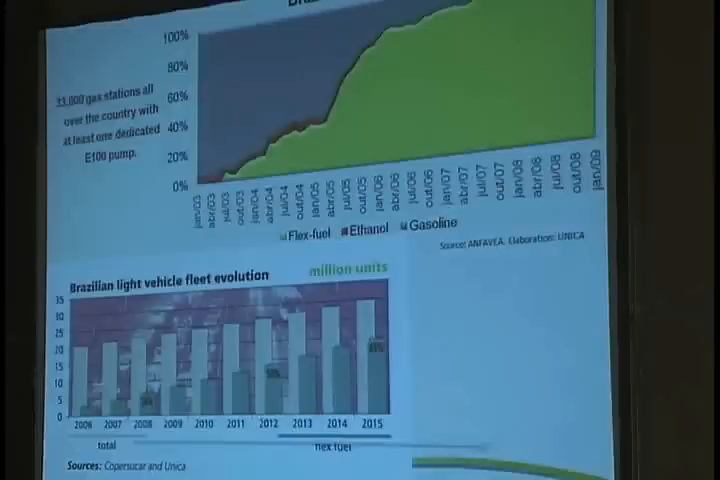 100%
80%
60%
40%
20%
0%
33,000 gas stations all
over the country with
at least one dedicated
E100 pump.
jan/03 abr/03 jul/03 out/03 jan/04 abr/04 jul/04 out/04 jan/05 abr/05 jul/05 out/05 jan/06 abr/06 jul/06 out/06 jan/07 abr/07 jul/07 out/07 jan/08 abr/08 jul/08 out/08 jan/09
Flex-fuel Ethanol Gasoline
Source: ANFAVEA. Elaboration: UNICA
Brazilian light vehicle fleet evolution
million units
35
30
25
20
15
10
5
0
2006 2007 2008 2009 2010 2011 2012 2013 2014 2015
total flex fuel
Sources: Copersucar and Unica